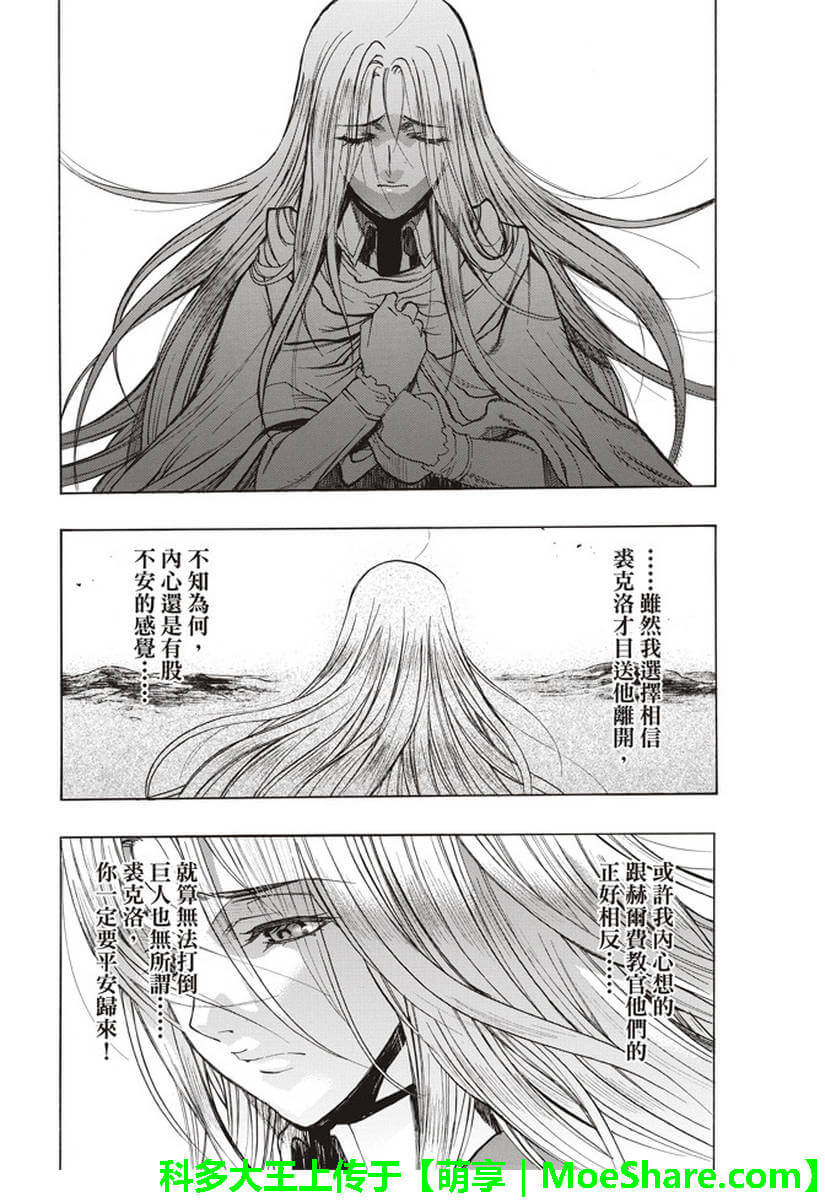 ……雖然我選擇相信
裘克洛才目送他離開，
不知為何，
內心還是有股
不安的感覺……
或許我內心想的
跟赫爾費教官他們的
正好相反……
就算無法打倒
巨人也無所謂……
裘克洛，
你一定要平安歸來！
科多大王上传于【萌享】| MoeShare.com】